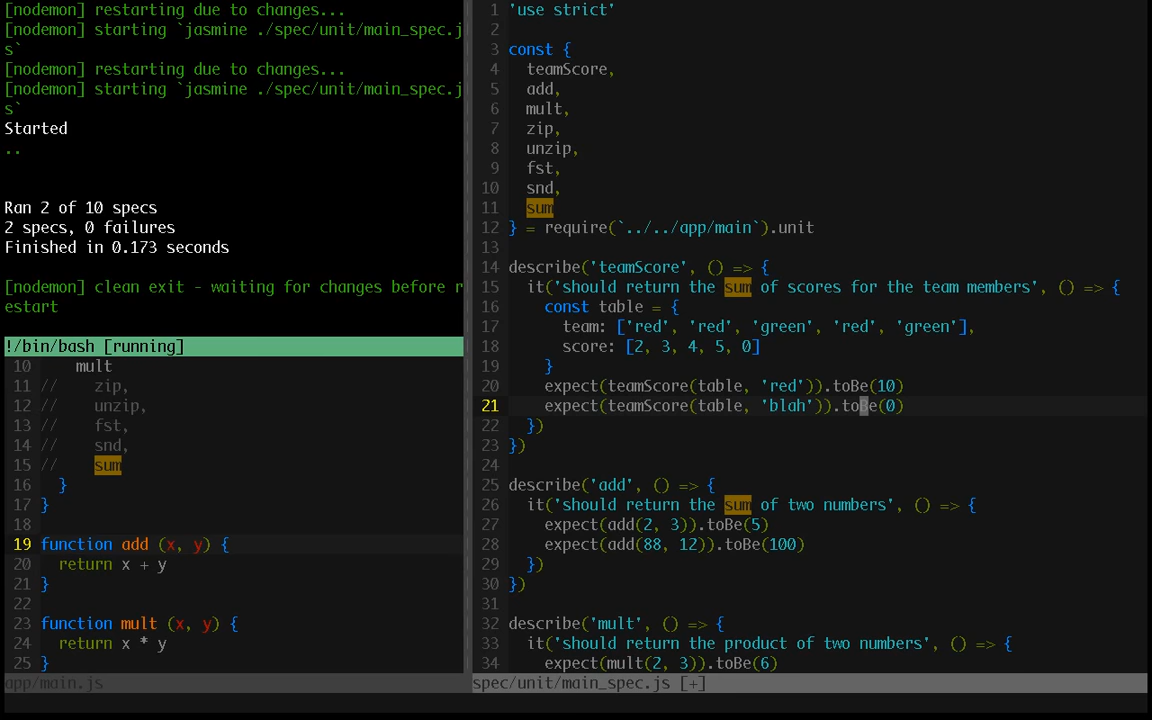 [nodemon] restarting due to changes...
[nodemon] starting `jasmine ./spec/unit/main_spec.j
s`
[nodemon] restarting due to changes...
[nodemon] starting `jasmine ./spec/unit/main_spec.j
s`
Started
..
Ran 2 of 10 specs
2 specs, 0 failures
Finished in 0.173 seconds
[nodemon] clean exit - waiting for changes before r
estart
!/bin/bash [running]
10     mult
11 //    zip,
12 //    unzip,
13 //    fst,
14 //    snd,
15 //    sum
16   }
17 }
18
19 function add (x, y) {
20   return x + y
21 }
22
23 function mult (x, y) {
24   return x * y
25 }
app/main.js
1 'use strict'
2
3 const {
4   teamScore,
5   add,
6   mult,
7   zip,
8   unzip,
9   fst,
10   snd,
11   sum
12 } = require(`../../app/main`).unit
13
14 describe('teamScore', () => {
15   it('should return the sum of scores for the team members', () => {
16     const table = {
17       team: ['red', 'red', 'green', 'red', 'green'],
18       score: [2, 3, 4, 5, 0]
19     }
20     expect(teamScore(table, 'red')).toBe(10)
21     expect(teamScore(table, 'blah')).toBe(0)
22   })
23 })
24
25 describe('add', () => {
26   it('should return the sum of two numbers', () => {
27     expect(add(2, 3)).toBe(5)
28     expect(add(88, 12)).toBe(100)
29   })
30 })
31
32 describe('mult', () => {
33   it('should return the product of two numbers', () => {
34     expect(mult(2, 3)).toBe(6)
spec/unit/main_spec.js [+]